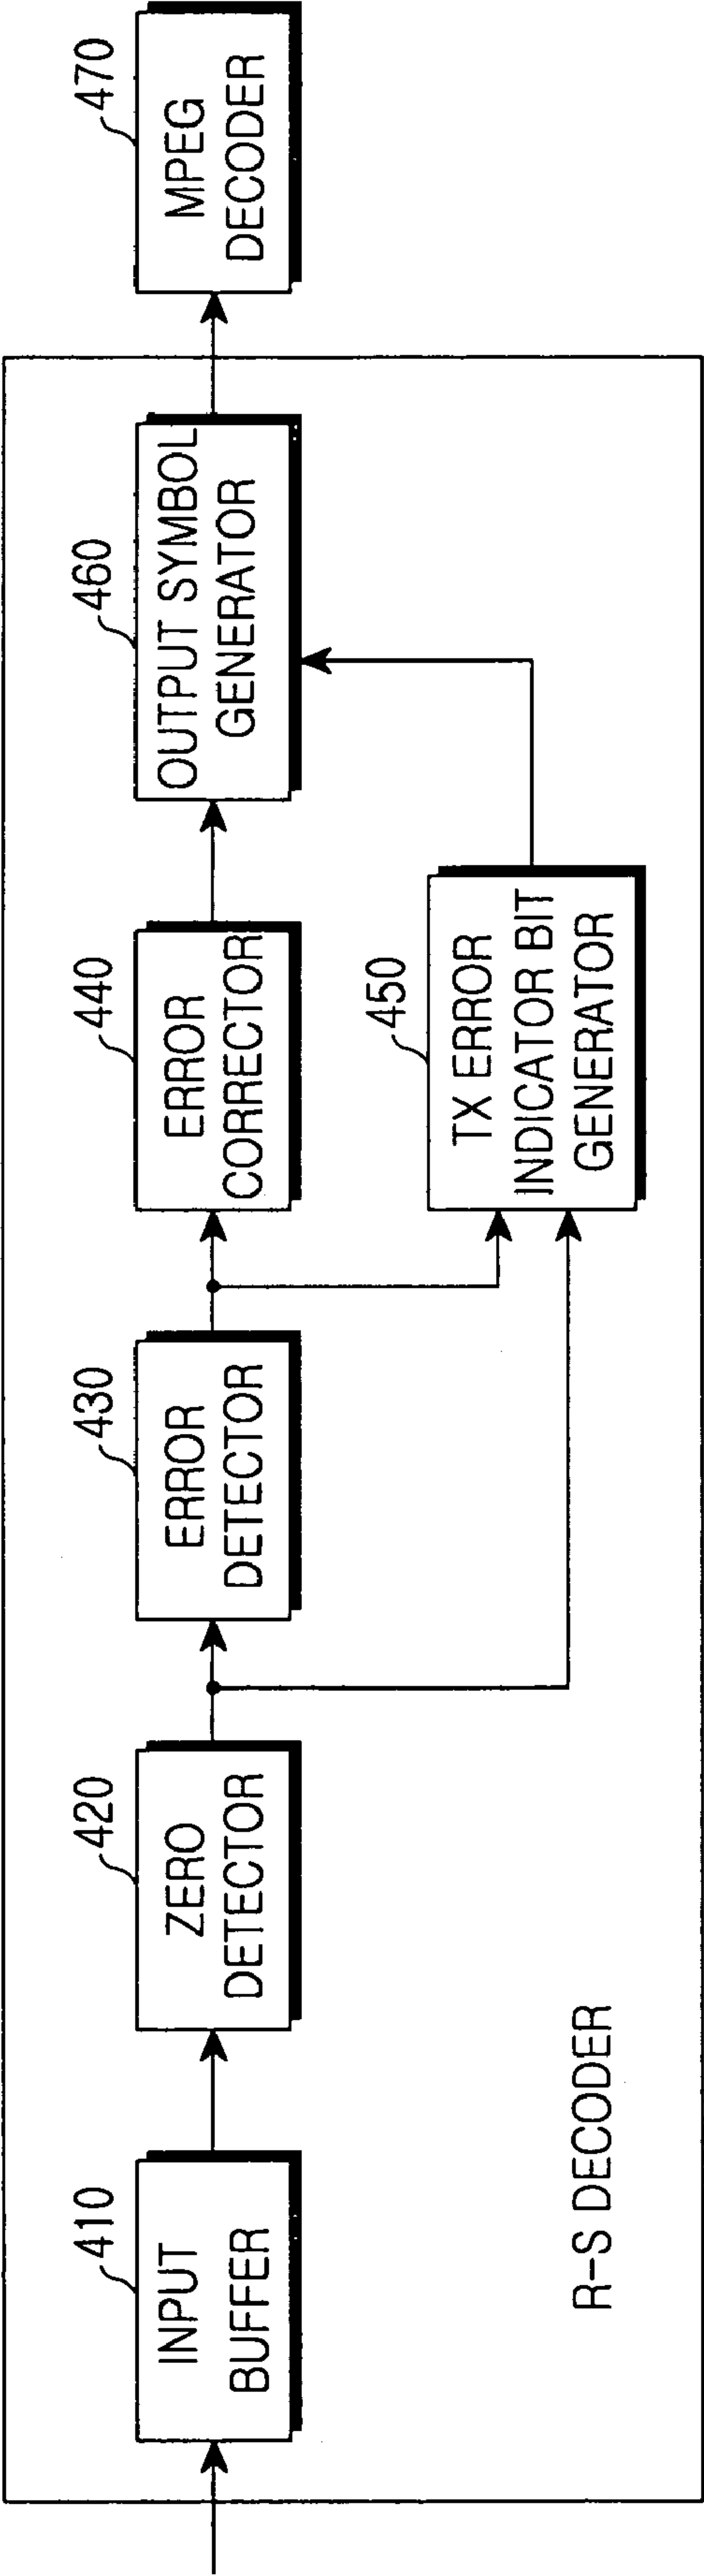 410
INPUT
BUFFER
420
ZERO
DETECTOR
430
ERROR
DETECTOR
440
ERROR
CORRECTOR
450
TX ERROR
INDICATOR BIT
GENERATOR
460
OUTPUT SYMBOL
GENERATOR
470
MPEG
DECODER
R-S DECODER